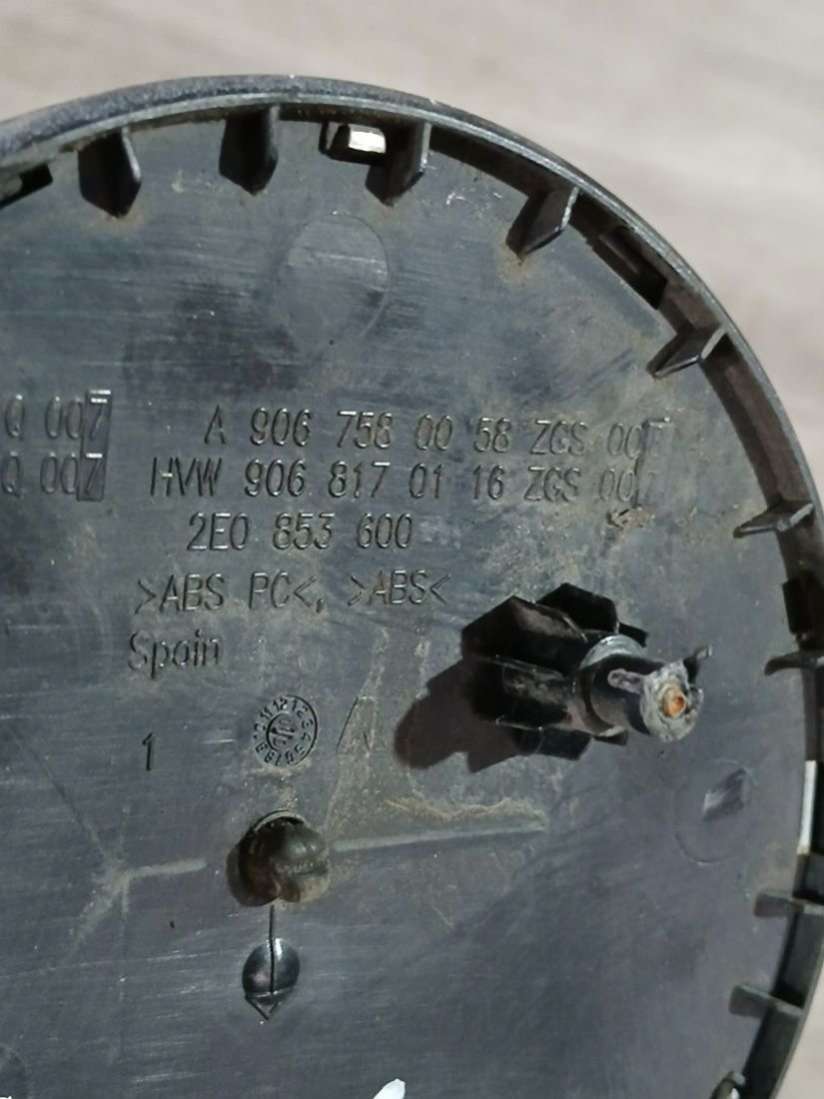 Q 007 A 906 758 00 58 ZGS 007
Q 007 HVW 906 817 01 16 ZGS 007
2E0 853 600
>ABS PC<, >ABS<
Spain
1